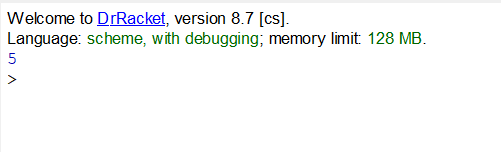 Welcome to DrRacket, version 8.7 [cs].
Language: scheme, with debugging; memory limit: 128 MB.
5
>